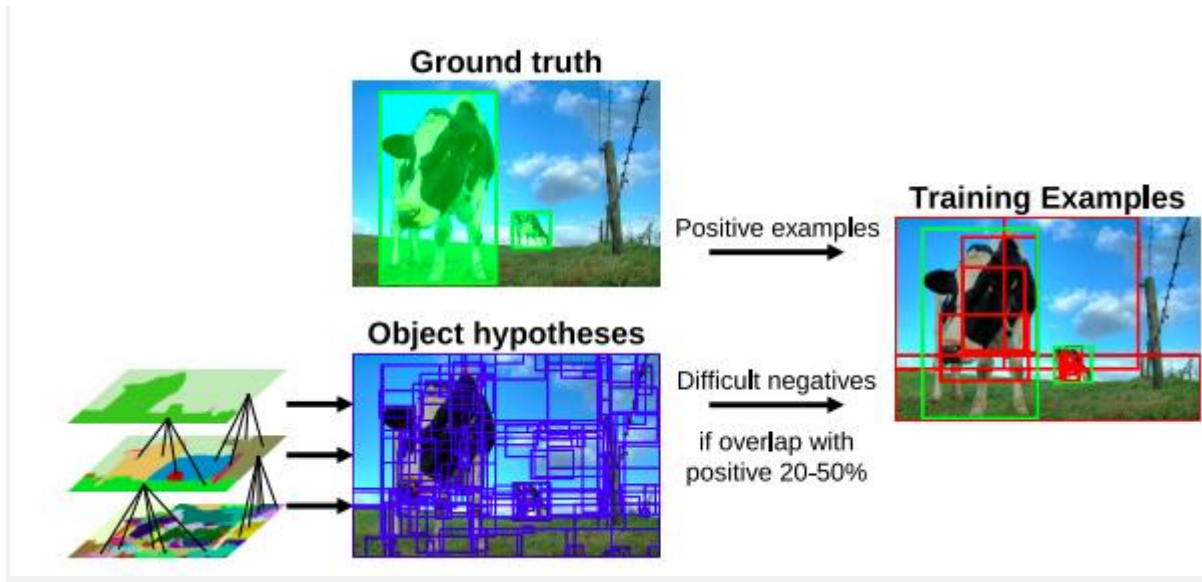 Ground truth
Positive examples
Training Examples
Object hypotheses
Difficult negatives
if overlap with
positive 20-50%